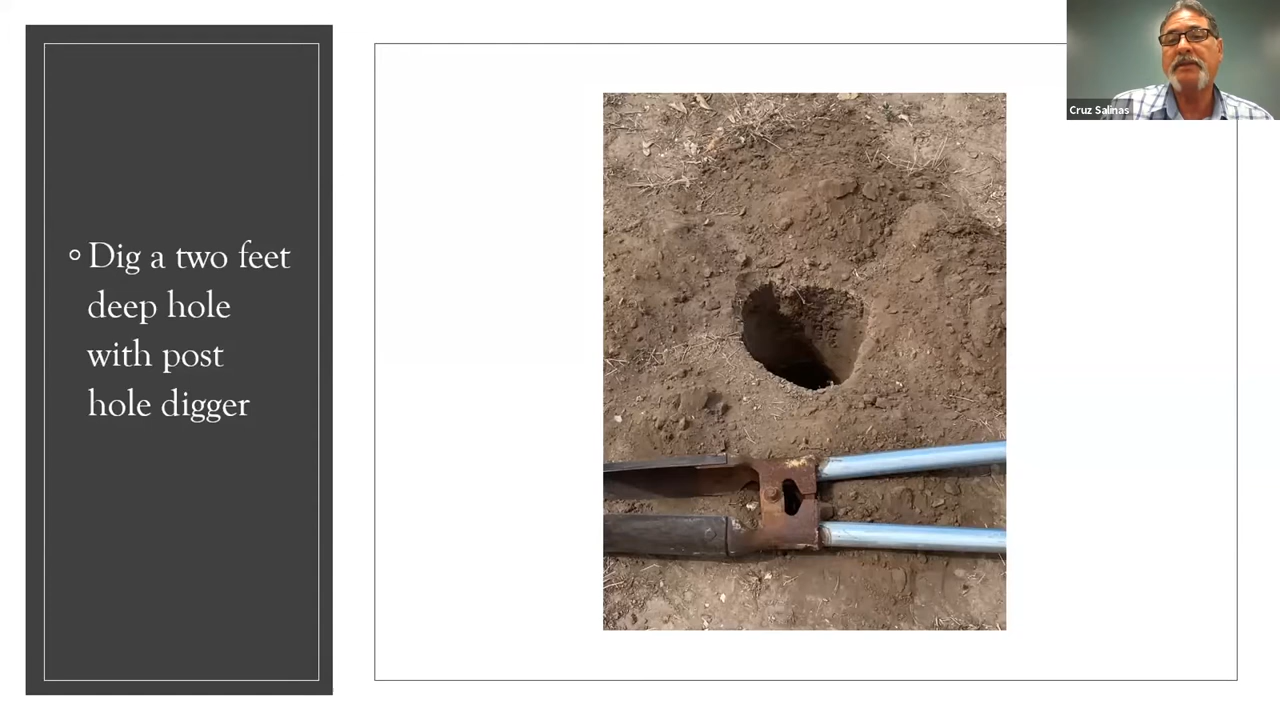 Dig a two feet
deep hole
with post
hole digger
Cruz Salinas